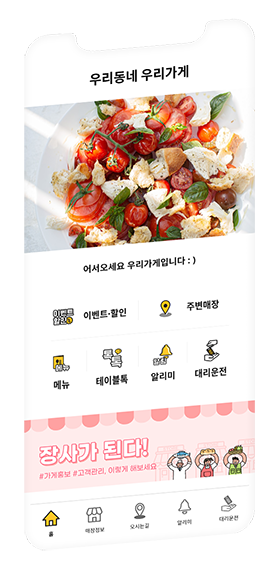 우리동네 우리가게
어서오세요 우리가게입니다 : )
이벤트 할인 이벤트·할인
주변매장
메뉴
톡톡
알림
메뉴 테이블톡 알리미 대리운전
장사가 된다!
#가게홍보 #고객관리, 이렇게 해보세요
홈 매장정보 오시는길 알리미 대리운전